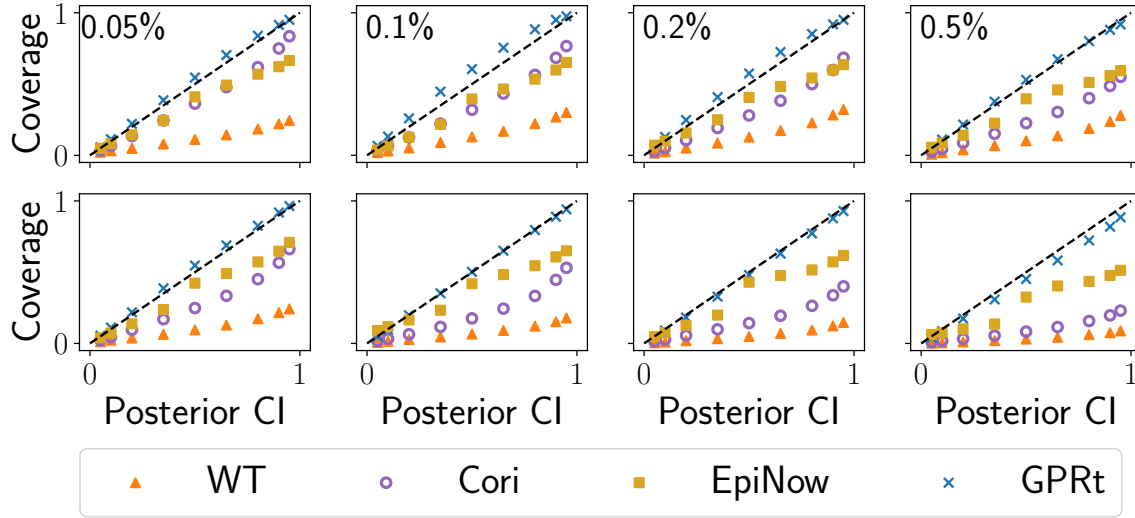 1 0.05% 0.1% 0.2% 0.5%
Coverage
0
1
Coverage
0
0 1 0 1 0 1 0 1
Posterior CI Posterior CI Posterior CI Posterior CI
WT Cori EpiNow GPRt